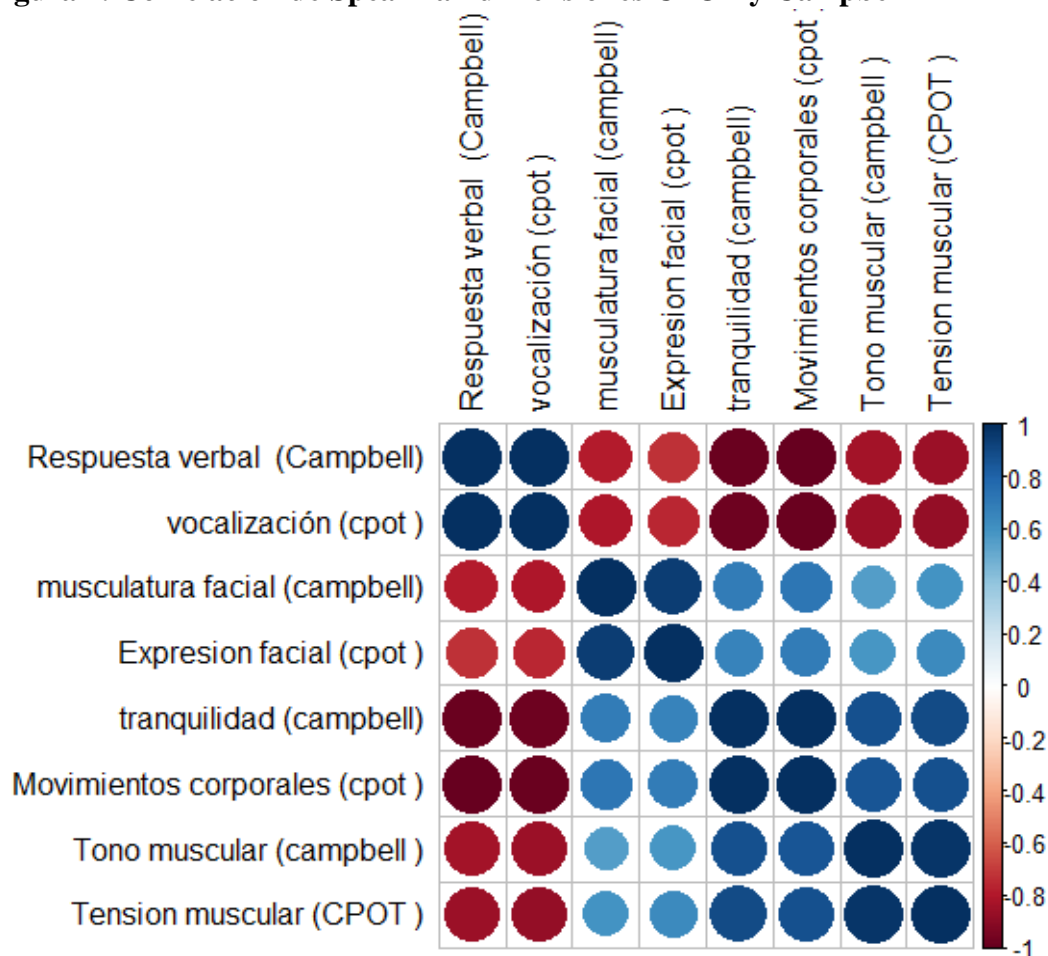 Respuesta verbal (Campbell)
vocalización (cpot )
musculatura facial (campbell)
Expresion facial (cpot )
tranquilidad (campbell)
Movimientos corporales (cpot
Tono muscular (campbell )
Tension muscular (CPOT )
Respuesta verbal (Campbell)
vocalización (cpot )
musculatura facial (campbell)
Expresion facial (cpot )
tranquilidad (campbell)
Movimientos corporales (cpot )
Tono muscular (campbell )
Tension muscular (CPOT )
1
0.8
0.6
0.4
0.2
0
-0.2
-0.4
-0.6
-0.8
-1